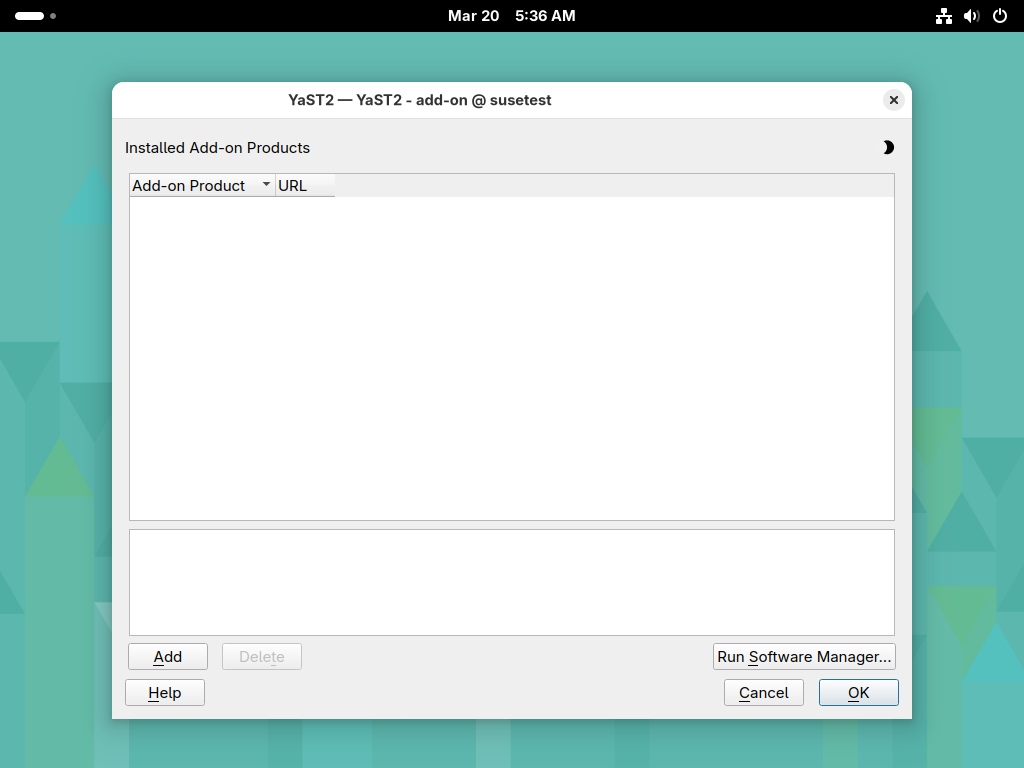 Mar 20 5:36 AM
YaST2 — YaST2 - add-on @ susetest
Installed Add-on Products
Add-on Product URL
Add Delete Run Software Manager...
Help Cancel OK